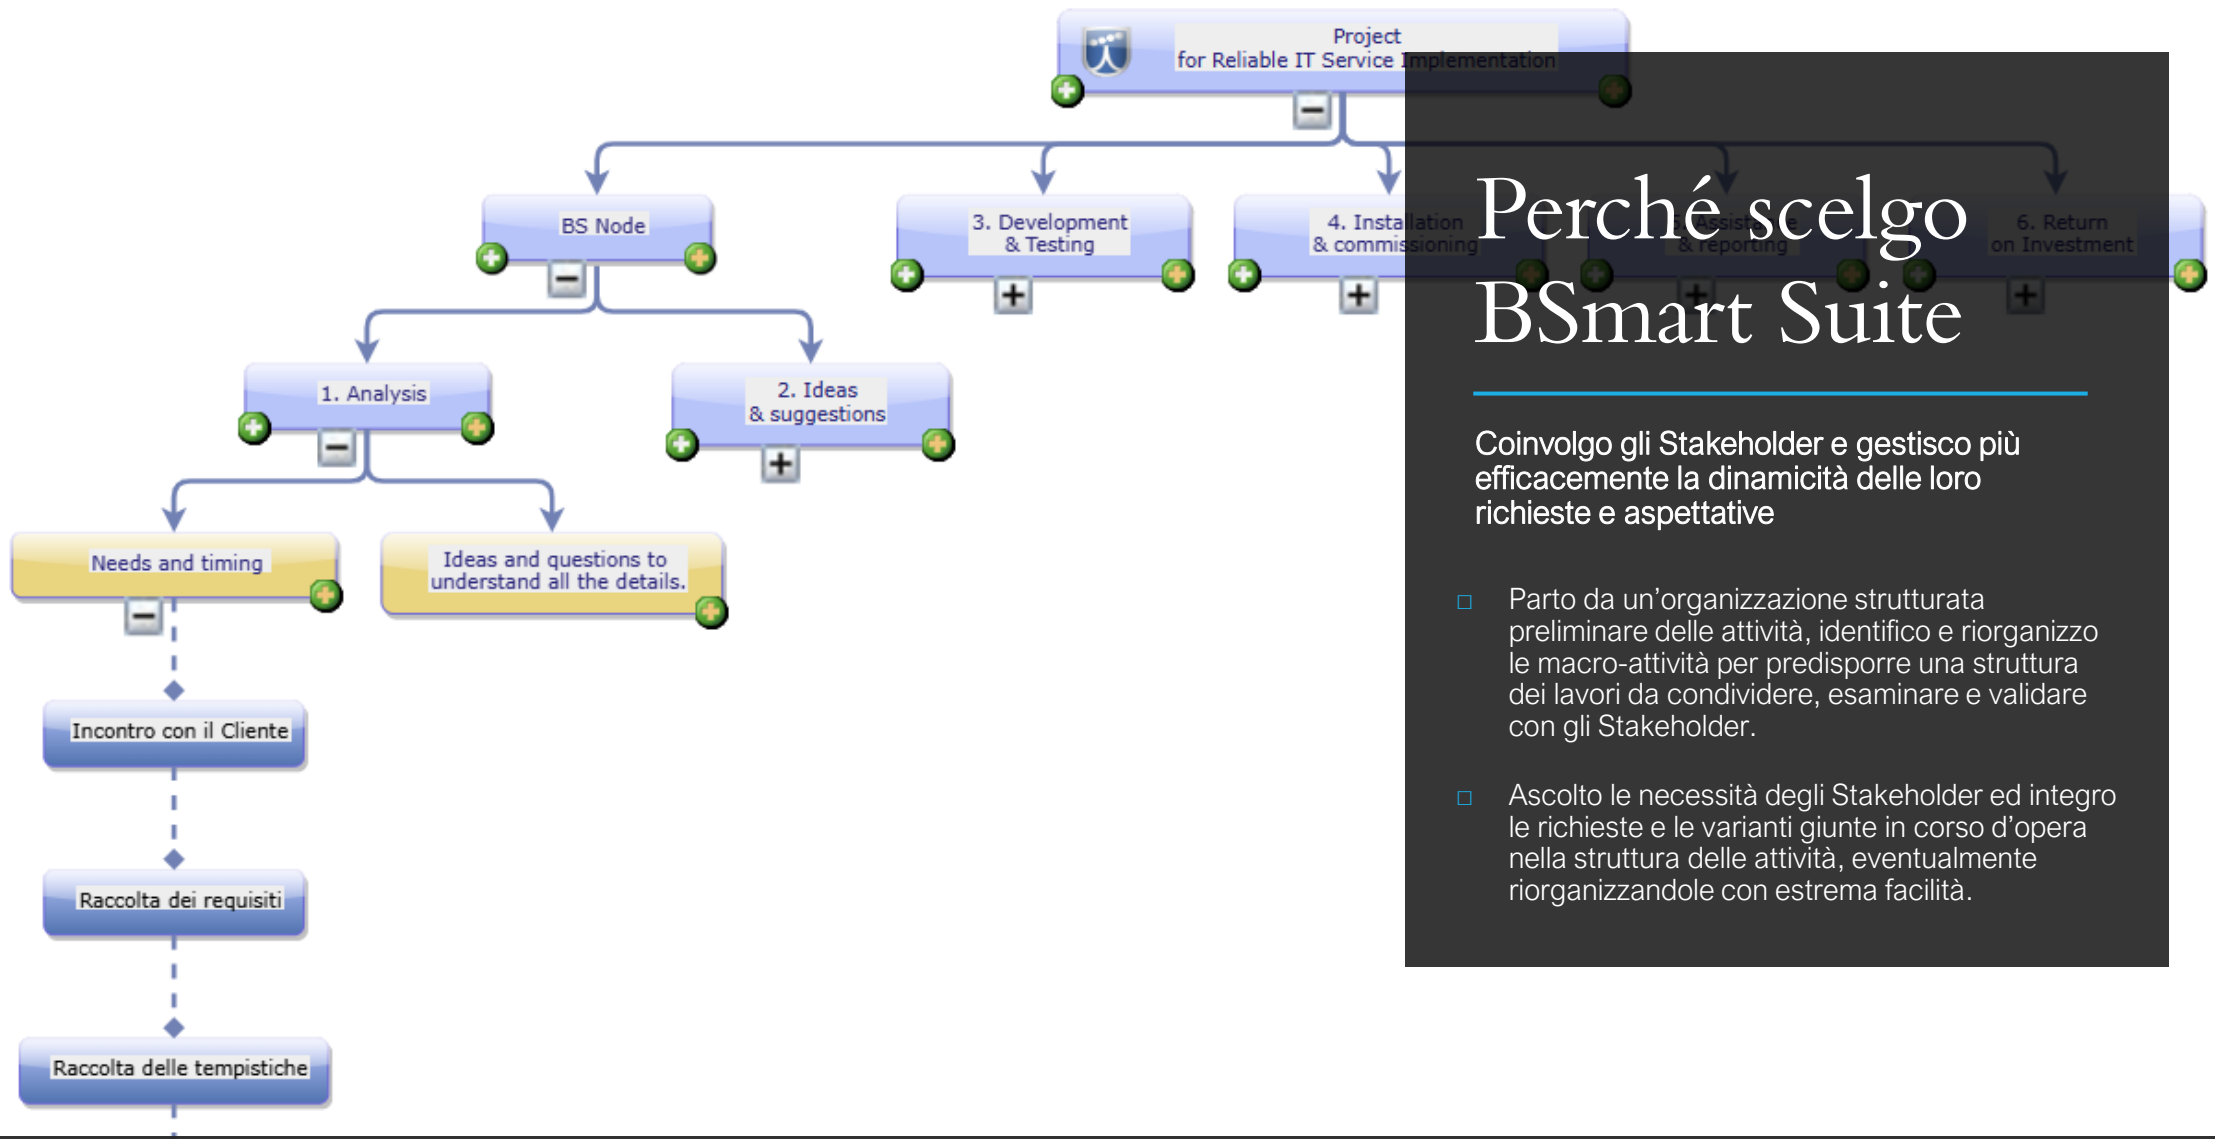 Project
for Reliable IT Service Implementation
BS Node
3. Development
& Testing
4. Installation
& commissioning
5. Assistance
& reporting
6. Return
on Investment
1. Analysis
2. Ideas
& suggestions
Needs and timing
Ideas and questions to
understand all the details.
Incontro con il Cliente
Raccolta dei requisiti
Raccolta delle tempistiche
Perché scelgo
BSmart Suite
Coinvolgo gli Stakeholder e gestisco più
efficacemente la dinamicità delle loro
richieste e aspettative
Parto da un’organizzazione strutturata
preliminare delle attività, identifico e riorganizzo
le macro-attività per predisporre una struttura
dei lavori da condividere, esaminare e validare
con gli Stakeholder.
Ascolto le necessità degli Stakeholder ed integro
le richieste e le varianti giunte in corso d’opera
nella struttura delle attività, eventualmente
riorganizzandole con estrema facilità.